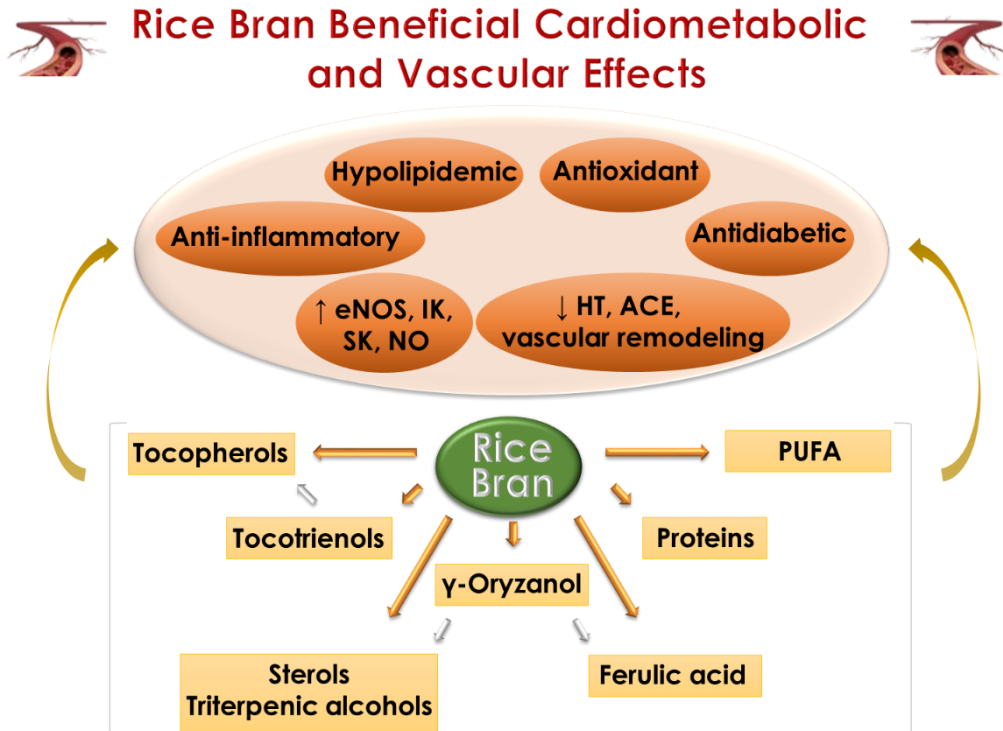 Rice Bran Beneficial Cardiometabolic
and Vascular Effects
Hypolipidemic
Antioxidant
Anti-inflammatory
Antidiabetic
↑ eNOS, IK,
SK, NO
↓ HT, ACE,
vascular remodeling
Rice
Bran
Tocopherols
PUFA
Tocotrienols
Proteins
γ-Oryzanol
Sterols
Triterpenic alcohols
Ferulic acid